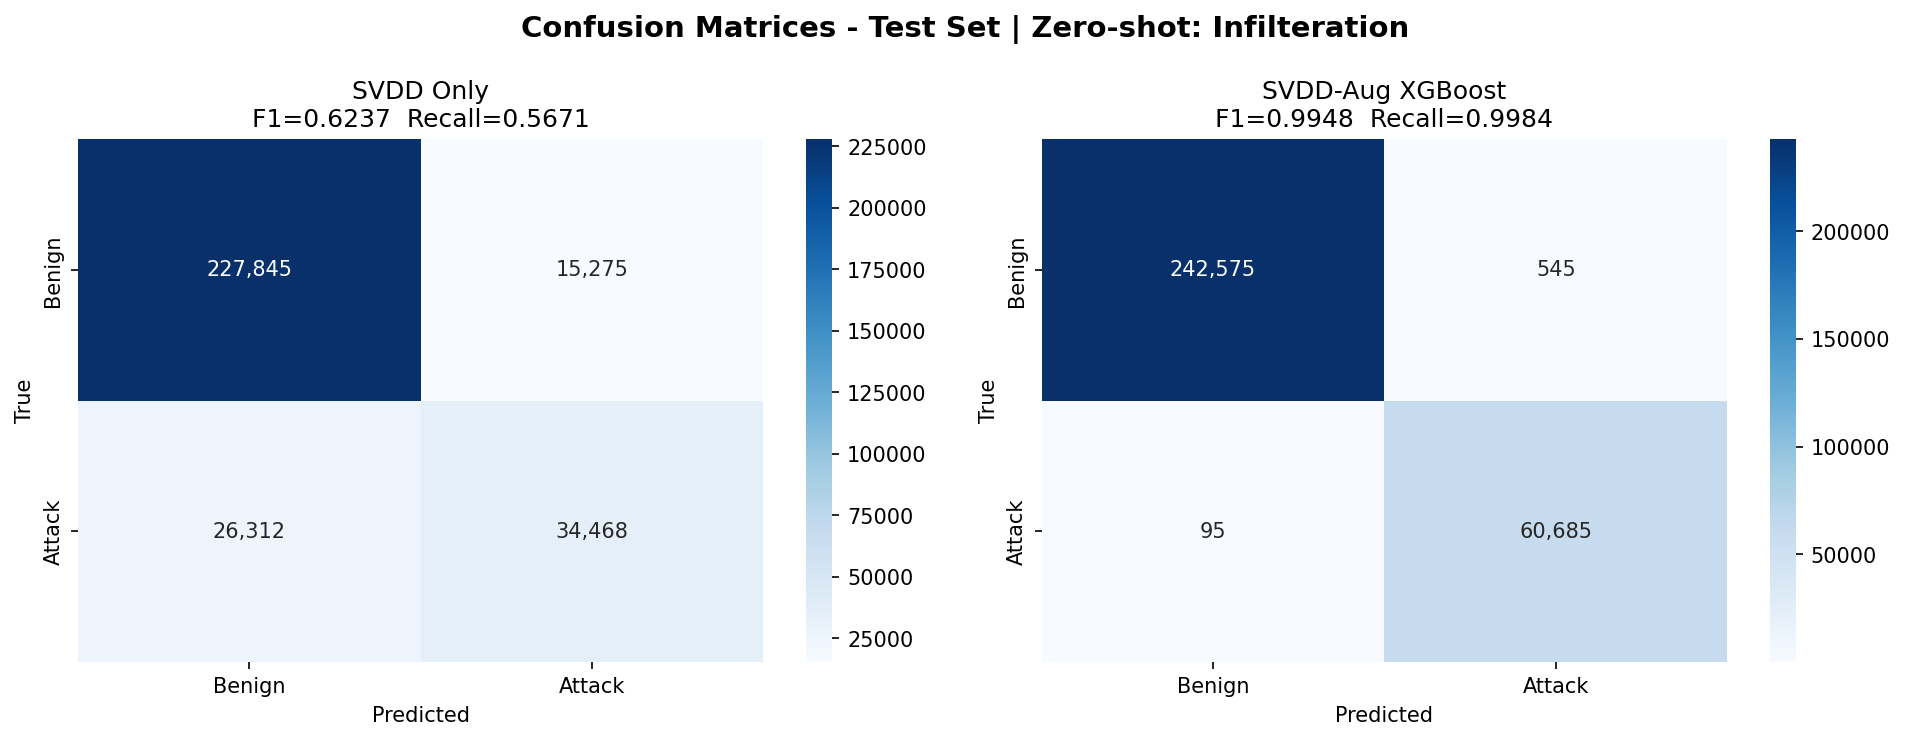 Confusion Matrices - Test Set | Zero-shot: Infilteration
SVDD Only
F1=0.6237  Recall=0.5671
True
Benign
Attack
227,845
15,275
26,312
34,468
Benign
Attack
Predicted
225000
200000
175000
150000
125000
100000
75000
50000
25000
SVDD-Aug XGBoost
F1=0.9948  Recall=0.9984
True
Benign
Attack
242,575
545
95
60,685
Benign
Attack
Predicted
200000
150000
100000
50000